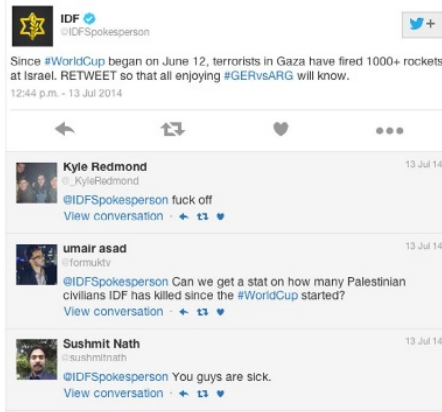 IDF
@IDFSpokesperson
Since #WorldCup began on June 12, terrorists in Gaza have fired 1000+ rockets
at Israel. RETWEET so that all enjoying #GERvsARG will know.
12:44 p.m. - 13 Jul 2014
Kyle Redmond
13 Jul 14
@_KyleRedmond
@IDFSpokesperson fuck off
View conversation
umair asad
13 Jul 14
@formuktv
@IDFSpokesperson Can we get a stat on how many Palestinian
civilians IDF has killed since the #WorldCup started?
View conversation
Sushmit Nath
13 Jul 14
@sushmitnath
@IDFSpokesperson You guys are sick.
View conversation